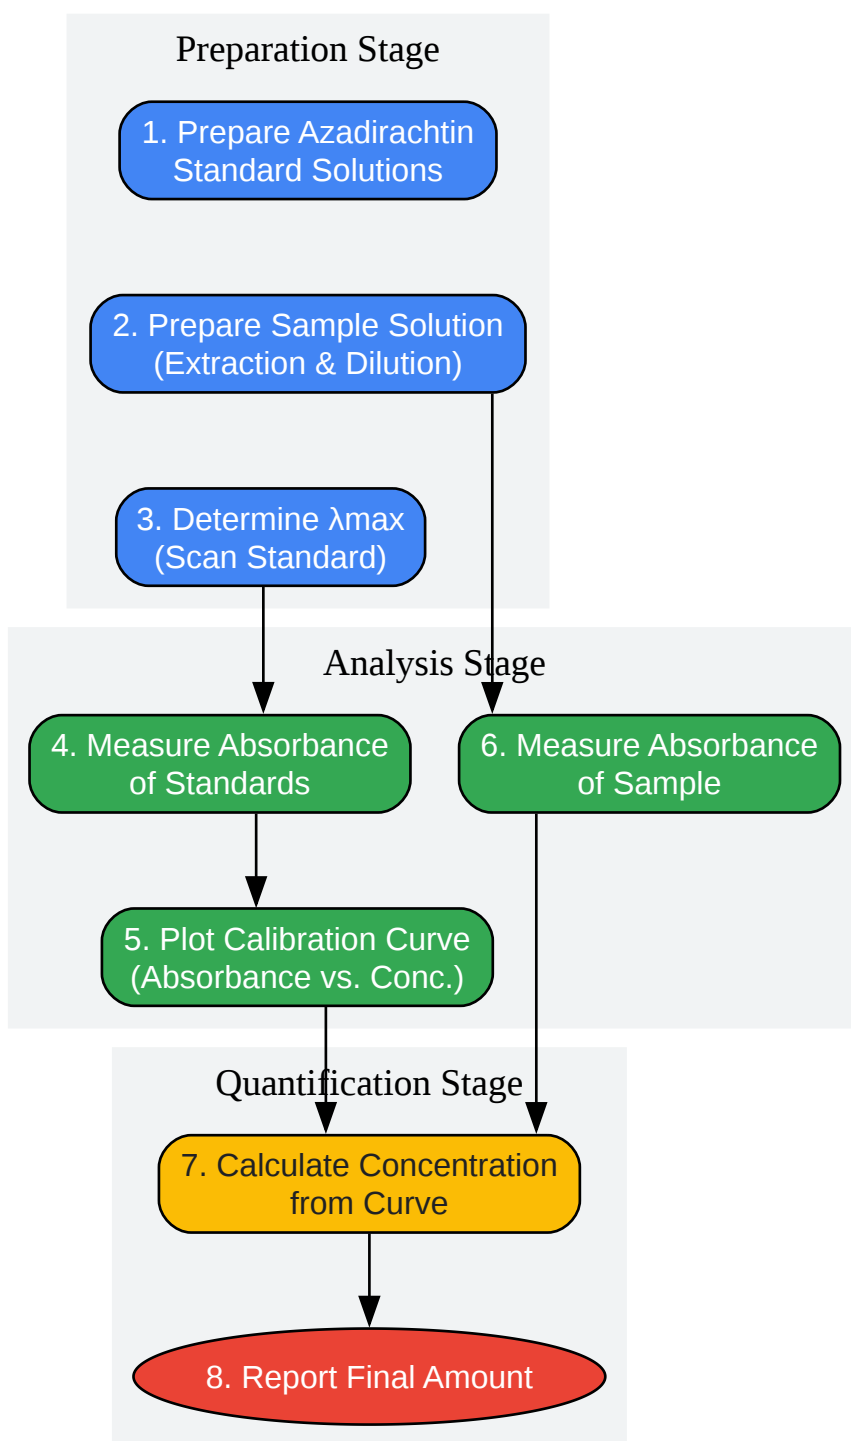 Preparation Stage
1. Prepare Azadirachtin
Standard Solutions
2. Prepare Sample Solution
(Extraction & Dilution)
3. Determine λmax
(Scan Standard)
Analysis Stage
4. Measure Absorbance
of Standards
6. Measure Absorbance
of Sample
5. Plot Calibration Curve
(Absorbance vs. Conc.)
Quantification Stage
7. Calculate Concentration
from Curve
8. Report Final Amount